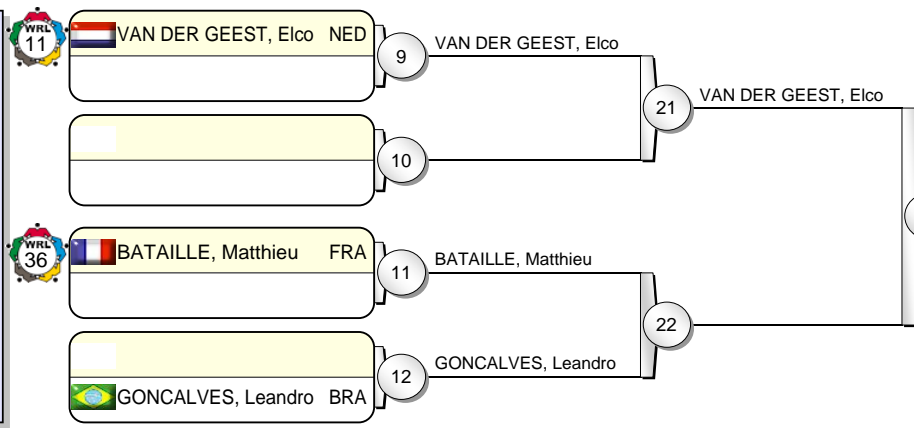 WRL
11
VAN DER GEEST, Elco NED
9
VAN DER GEEST, Elco
10
21
VAN DER GEEST, Elco
WRL
36
BATAILLE, Matthieu FRA
11
BATAILLE, Matthieu
22
GONCALVES, Leandro BRA
12
GONCALVES, Leandro